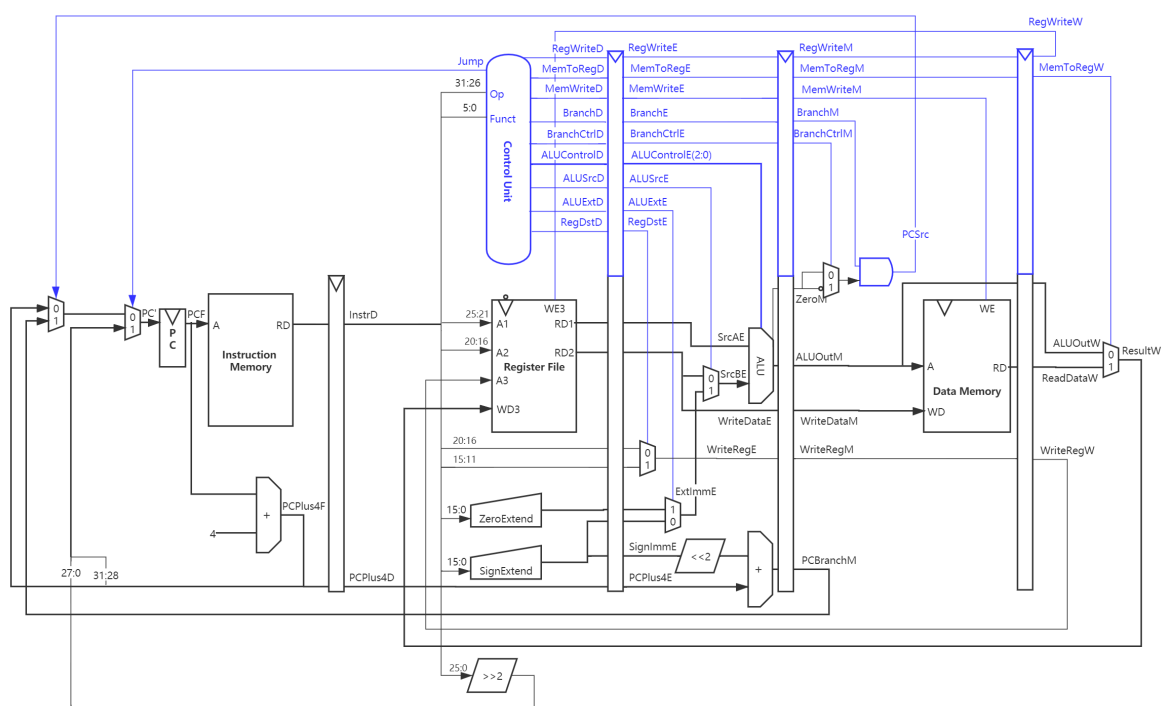 RegWriteW
RegWriteD
RegWriteE
RegWriteM
Jump
MemToRegD
MemToRegE
MemToRegM
MemToRegW
31:26
Op
MemWriteD
MemWriteE
MemWriteM
5:0
Funct
BranchD
BranchE
BranchM
BranchCtrlD
BranchCtrlE
BranchCtrlM
Control Unit
ALUControlD
ALUControlE(2:0)
ALUSrcD
ALUSrcE
ALUExtD
ALUExtE
RegDstD
RegDstE
PCSrc
0
1
0
1
PC'
PC
PCF
A
RD
Instruction
Memory
InstrD
25:21
A1
WE3
RD1
20:16
A2
RD2
Register File
A3
WD3
SrcAE
0
1
SrcBE
ALU
ZeroM
0
1
ALUOutM
WE
A
RD
Data Memory
WD
ALUOutW
0
1
ResultW
ReadDataW
WriteDataE
WriteDataM
20:16
15:11
0
1
WriteRegE
WriteRegM
WriteRegW
4
+
PCPlus4F
15:0
ZeroExtend
1
0
ExtImmE
15:0
SignExtend
SignImmE
<<2
+
PCBranchM
27:0
31:28
PCPlus4D
PCPlus4E
25:0
>>2